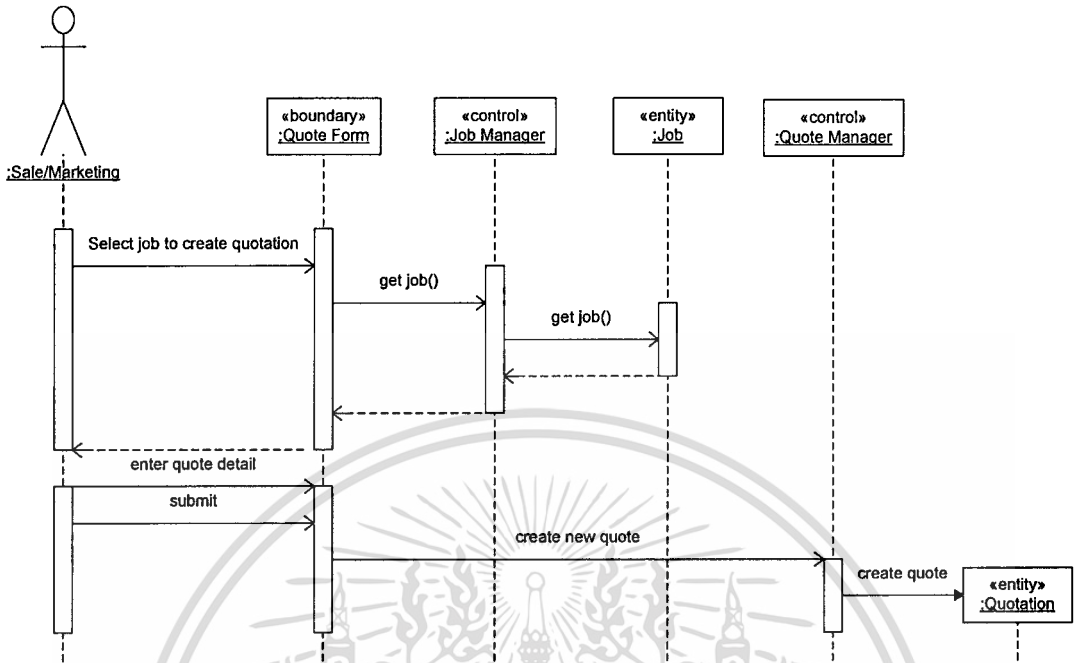 «boundary»
:Quote Form
«control»
:Job Manager
«entity»
:Job
«control»
:Quote Manager
:Sale/Marketing
Select job to create quotation
get job()
get job()
enter quote detail
submit
create new quote
create quote
«entity»
:Quotation